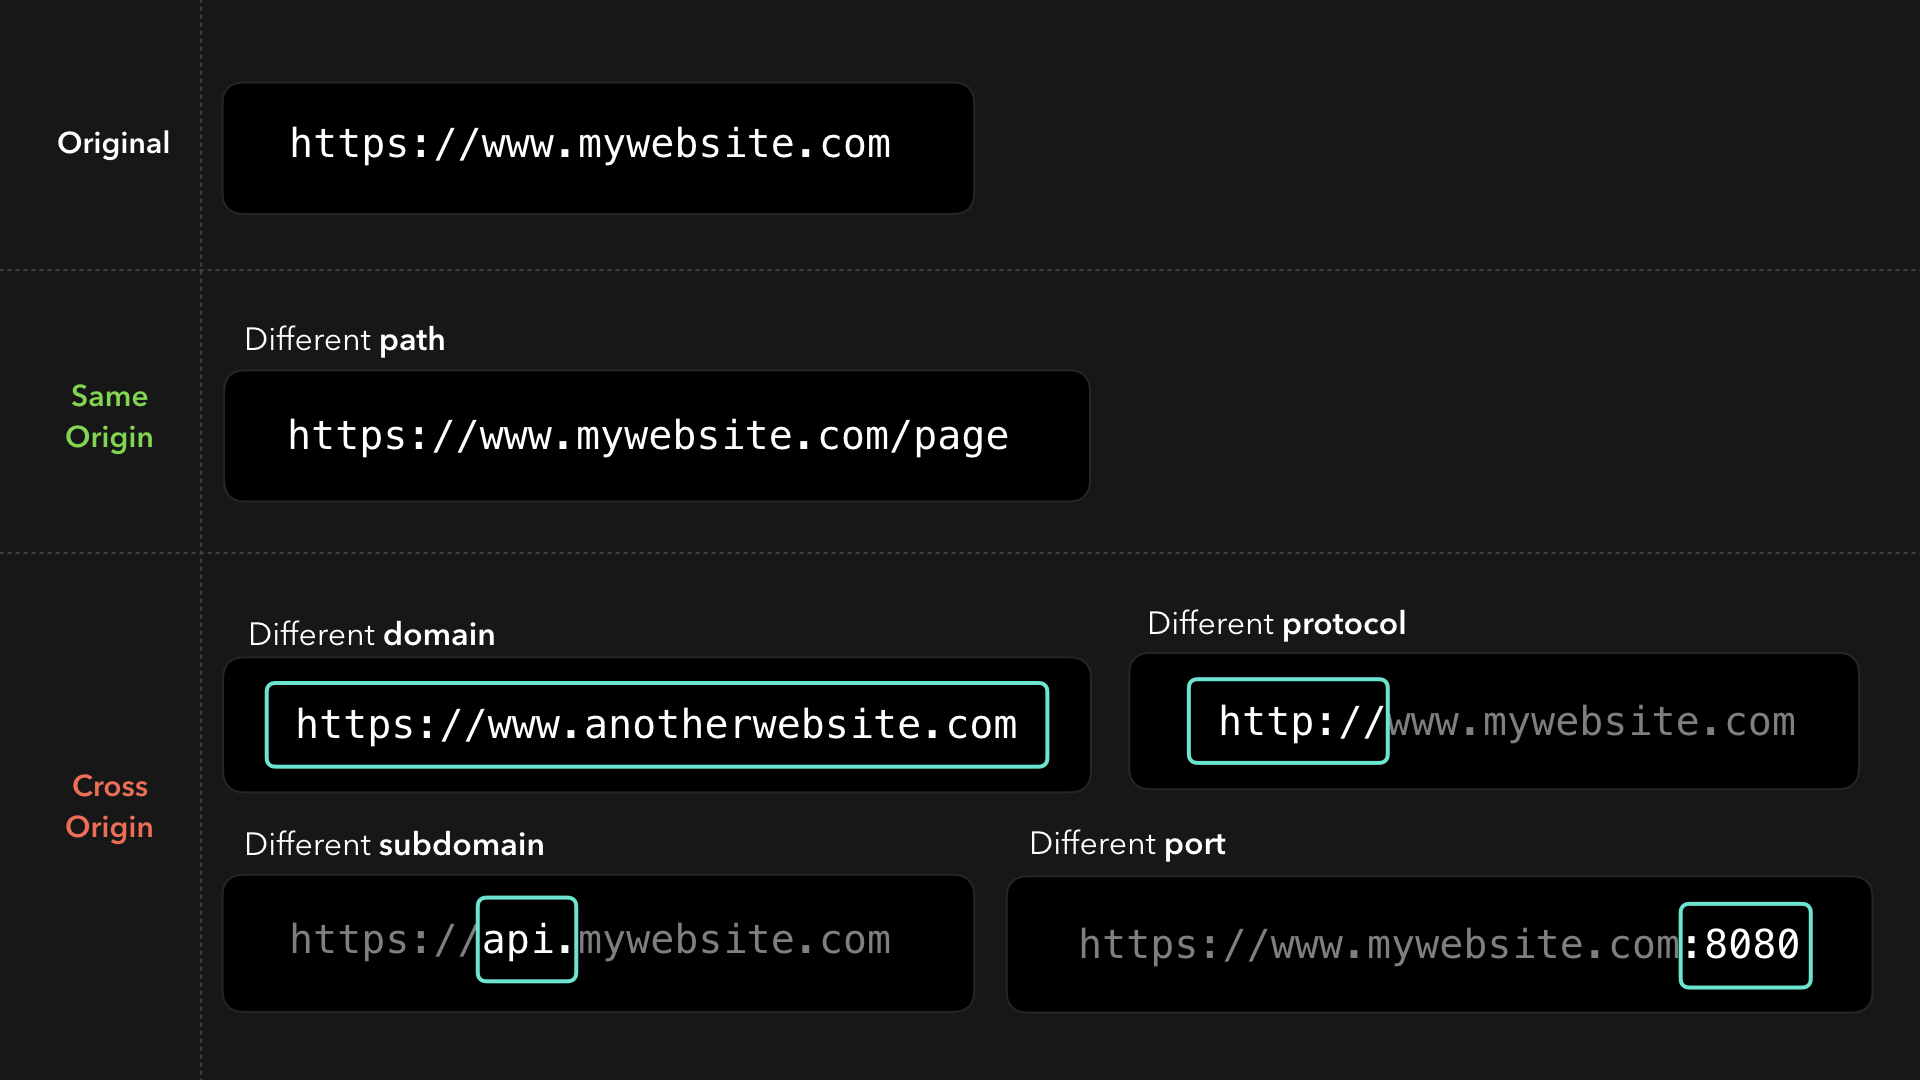 Original
https://www.mywebsite.com
Same
Origin
Different path
https://www.mywebsite.com/page
Cross
Origin
Different domain
https://www.anotherwebsite.com
Different protocol
http://www.mywebsite.com
Different subdomain
https://api.mywebsite.com
Different port
https://www.mywebsite.com:8080